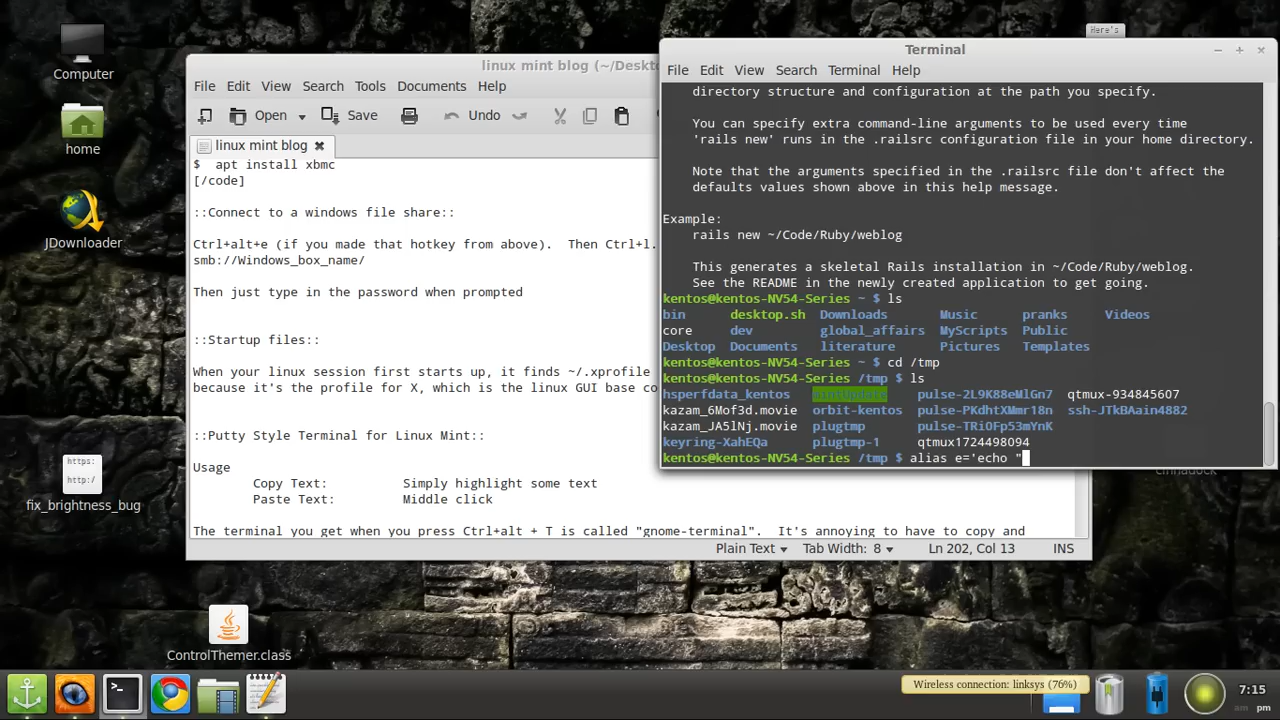 Computer
home
JDownloader
fix_brightness_bug
ControlThemer.class
https:
http:/
Here's
linux mint blog (~/Deskto
File Edit View Search Tools Documents Help
Open Save Undo
linux mint blog
$  apt install xbmc
[/code]
::Connect to a windows file share::
Ctrl+alt+e (if you made that hotkey from above).  Then Ctrl+l.
smb://Windows_box_name/
Then just type in the password when prompted
::Startup files::
When your linux session first starts up, it finds ~/.xprofile
because it's the profile for X, which is the linux GUI base co
::Putty Style Terminal for Linux Mint::
Usage
Copy Text: Simply highlight some text
Paste Text: Middle click
The terminal you get when you press Ctrl+alt + T is called "gnome-terminal".  It's annoying to have to copy and
Plain Text Tab Width: 8 Ln 202, Col 13 INS
Terminal
File Edit View Search Terminal Help
directory structure and configuration at the path you specify.
You can specify extra command-line arguments to be used every time
'rails new' runs in the .railsrc configuration file in your home directory.
Note that the arguments specified in the .railsrc file don't affect the
defaults values shown above in this help message.
Example:
rails new ~/Code/Ruby/weblog
This generates a skeletal Rails installation in ~/Code/Ruby/weblog.
See the README in the newly created application to get going.
kentos@kentos-NV54-Series ~ $ ls
bin desktop.sh Downloads Music pranks Videos
core dev global_affairs MyScripts Public
Desktop Documents literature Pictures Templates
kentos@kentos-NV54-Series ~ $ cd /tmp
kentos@kentos-NV54-Series /tmp $ ls
hsperfdata_kentos mintUpdate pulse-2L9K88eMlGn7 qtmux-934845607
kazam_6Mof3d.movie orbit-kentos pulse-PKdhtXMmr18n ssh-JTkBAain4882
kazam_JA5lNj.movie plugtmp pulse-TRiOFp53mYnK
keyring-XahEQa plugtmp-1 qtmux1724498094
kentos@kentos-NV54-Series /tmp $ alias e='echo "
Wireless connection: linksys (76%)
7:15
am pm